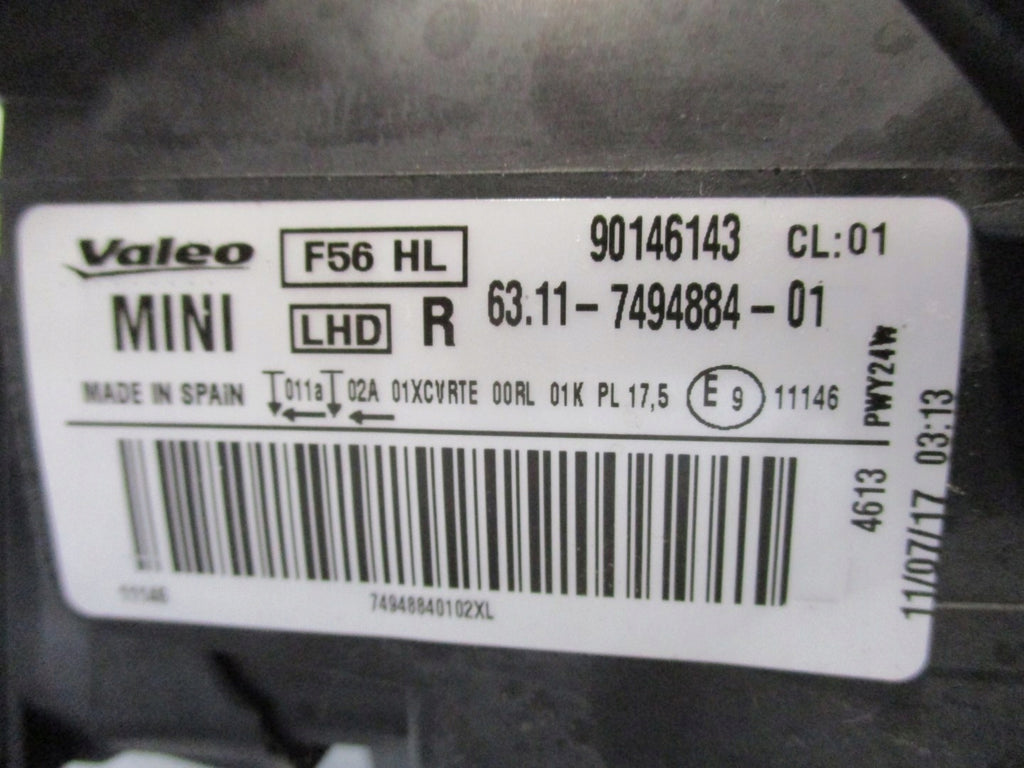 Valeo F56 HL 90146143 CL:01
MINI LHD R 63.11-7494884-01
MADE IN SPAIN 011a 02A 01XCVRTE 00RL 01K PL 17,5 E 9 11146
PWY24W
4613
11/07/17 03:13
11146 74948840102XL